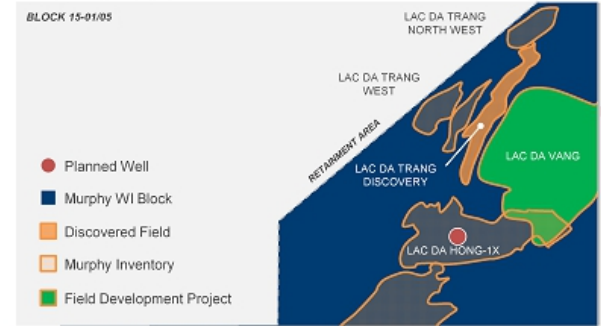 BLOCK 15-01/05
LAC DA TRANG
NORTH WEST
LAC DA TRANG
WEST
RETAINMENT AREA
LAC DA TRANG
DISCOVERY
LAC DA VANG
LAC DA HONG-1X
Planned Well
Murphy WI Block
Discovered Field
Murphy Inventory
Field Development Project